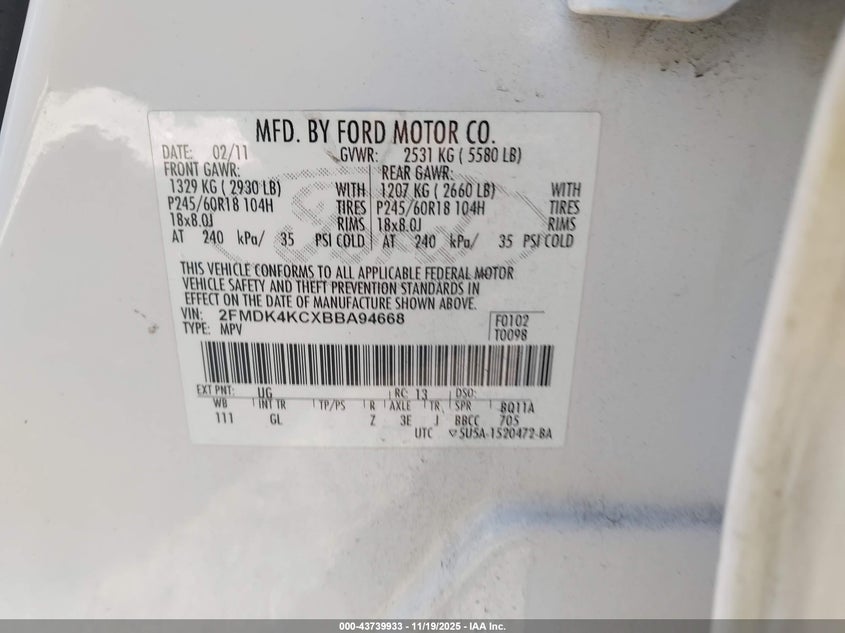 MFD. BY FORD MOTOR CO.
DATE: 02/11 GVWR: 2531 KG ( 5580 LB)
FRONT GAWR: REAR GAWR:
1329 KG ( 2930 LB) WITH 1207 KG ( 2660 LB) WITH
P245/60R18 104H TIRES P245/60R18 104H TIRES
18x8.0J RIMS 18x8.0J RIMS
AT 240 kPa/ 35 PSI COLD AT 240 kPa/ 35 PSI COLD
THIS VEHICLE CONFORMS TO ALL APPLICABLE FEDERAL MOTOR
VEHICLE SAFETY AND THEFT PREVENTION STANDARDS IN
EFFECT ON THE DATE OF MANUFACTURE SHOWN ABOVE.
VIN: 2FMDK4KCXBBA94668 F0102
TYPE: MPV T0098
EXT PNT: UG RC: 13 DSO:
WB INT TR TP/PS R AXLE TR SPR BQ11A
111 GL Z 3E J BBCC 705
UTC ▽5U5A-1520472-BA
000-43739933 - 11/19/2025 - IAA Inc.